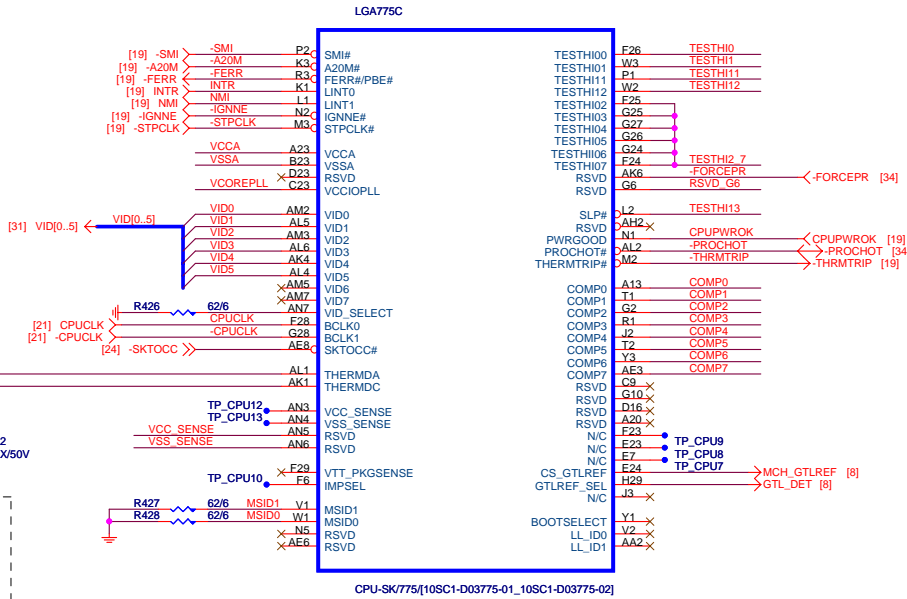 LGA775C
[19] -SMI -SMI P2 SMI# TESTHI00 F26 TESTHI0
[19] -A20M -A20M K3 A20M# TESTHI01 W3 TESTHI1
[19] -FERR -FERR R3 FERR#/PBE# TESTHI11 P1 TESTHI11
[19] INTR INTR K1 LINT0 TESTHI12 W2 TESTHI12
[19] NMI NMI L1 LINT1 TESTHI02 F25
[19] -IGNNE -IGNNE N2 IGNNE# TESTHI03 G25
[19] -STPCLK -STPCLK M3 STPCLK# TESTHI04 G27
TESTHI05 G26
VCCA A23 VCCA TESTHI06 G24
VSSA B23 VSSA TESTHI07 F24 TESTHI2_7
D23 RSVD RSVD AK6 -FORCEPR -FORCEPR [34]
VCOREPLL C23 VCCIOPLL RSVD G6 RSVD_G6
VID0 AM2 VID0 SLP# L2 TESTHI13
[31] VID[0..5] VID[0..5] VID1 AL5 VID1 RSVD AH2
VID2 AM3 VID2 PWRGOOD N1 CPUPWROK CPUPWROK [19]
VID3 AL6 VID3 PROCHOT# AL2 -PROCHOT -PROCHOT [34
VID4 AK4 VID4 THERMTRIP# M2 -THRMTRIP -THRMTRIP [19]
VID5 AL4 VID5
AM5 VID6 COMP0 A13 COMP0
AM7 VID7 COMP1 T1 COMP1
R426 62/6 AN7 VID_SELECT COMP2 G2 COMP2
[21] CPUCLK CPUCLK F28 BCLK0 COMP3 R1 COMP3
[21] -CPUCLK -CPUCLK G28 BCLK1 COMP4 J2 COMP4
[24] -SKTOCC AE8 SKTOCC# COMP5 T2 COMP5
COMP6 Y3 COMP6
AL1 THERMDA COMP7 AE3 COMP7
AK1 THERMDC RSVD C9
RSVD G10
TP_CPU12 AN3 VCC_SENSE RSVD D16
TP_CPU13 AN4 VSS_SENSE RSVD A20
VCC_SENSE AN5 RSVD N/C F23 TP_CPU9
2 VSS_SENSE AN6 RSVD N/C E23 TP_CPU8
X/50V N/C E7 TP_CPU7
F29 VTT_PKGSENSE CS_GTLREF E24 MCH_GTLREF [8]
TP_CPU10 F6 IMPSEL GTLREF_SEL H29 GTL_DET [8]
N/C J3
R427 62/6 MSID1 V1 MSID1
R428 62/6 MSID0 W1 MSID0 BOOTSELECT Y1
N5 RSVD LL_ID0 V2
AE6 RSVD LL_ID1 AA2
CPU-SK/775/[10SC1-D03775-01_10SC1-D03775-02]